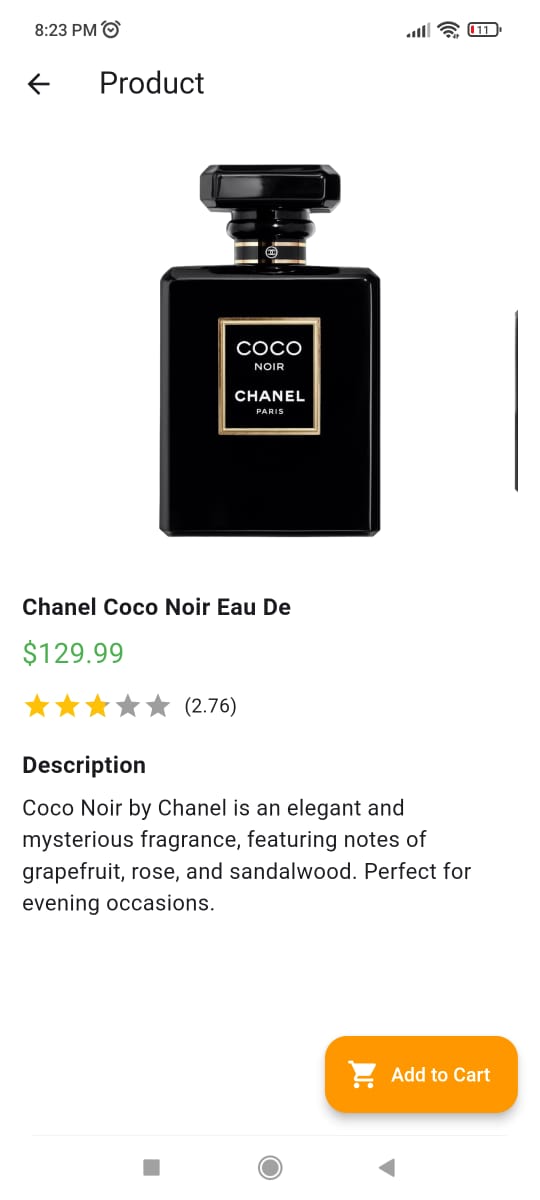 8:23 PM
11
Product
COCO
NOIR
CHANEL
PARIS
Chanel Coco Noir Eau De
$129.99
(2.76)
Description
Coco Noir by Chanel is an elegant and
mysterious fragrance, featuring notes of
grapefruit, rose, and sandalwood. Perfect for
evening occasions.
Add to Cart